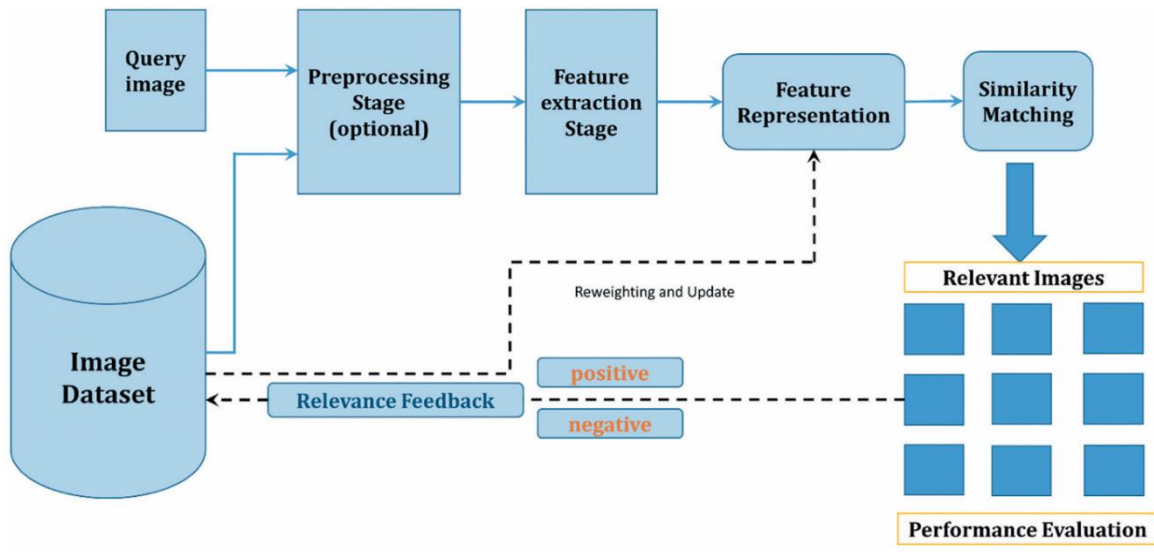 Query
image
Preprocessing
Stage
(optional)
Feature
extraction
Stage
Feature
Representation
Similarity
Matching
Image
Dataset
Reweighting and Update
Relevant Images
positive
Relevance Feedback
negative
Performance Evaluation